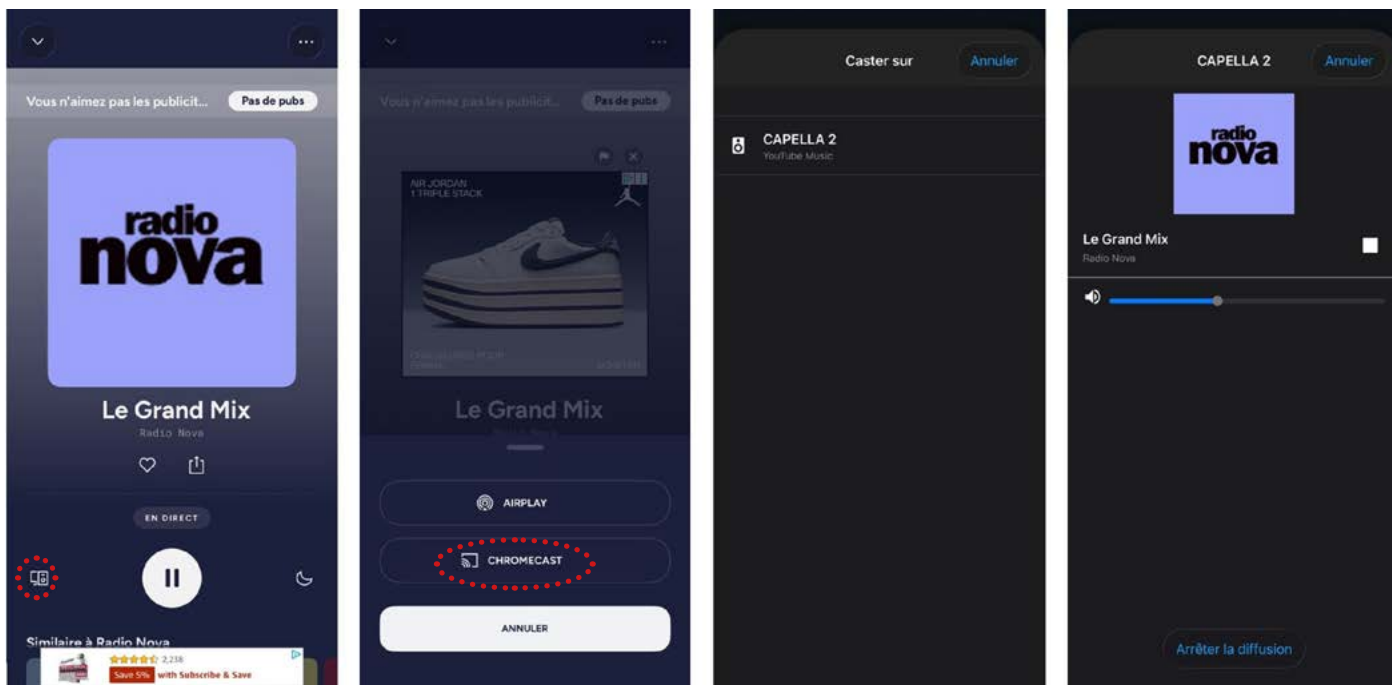 Vous n'aimez pas les publicit... Pas de pubs
radio
nova
Le Grand Mix
Radio Nova
EN DIRECT
Similaire à Radio Nova
2,238
Save 5% with Subscribe & Save
Vous n'aimez pas les publicit... Pas de pubs
AIR JORDAN
1 TRIPLE STACK
Le Grand Mix
AIRPLAY
CHROMECAST
ANNULER
Caster sur Annuler
CAPELLA 2
YouTube Music
CAPELLA 2 Annuler
radio
nova
Le Grand Mix
Radio Nova
Arrêter la diffusion